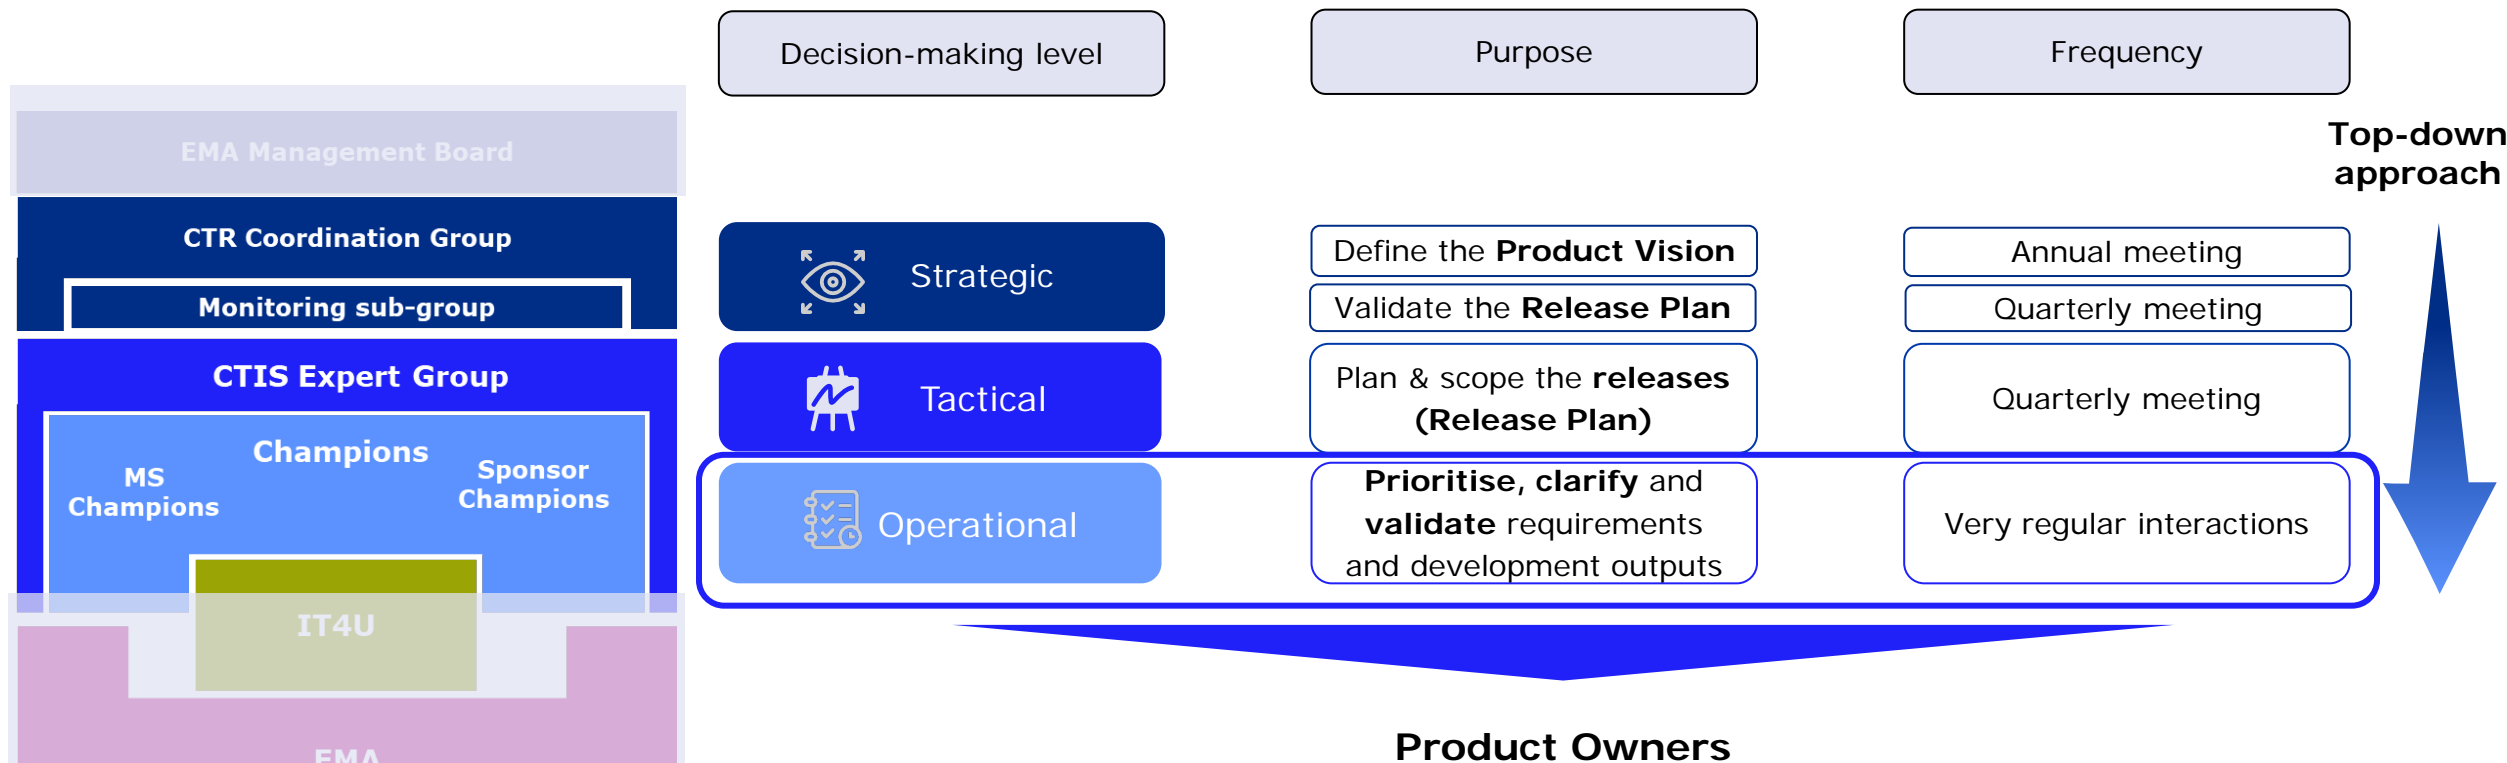 Decision-making level
Purpose
Frequency
Top-down
approach
EMA Management Board
CTR Coordination Group
Monitoring sub-group
CTIS Expert Group
Champions
MS
Champions
Sponsor
Champions
IT4U
EMA
Strategic
Define the Product Vision
Annual meeting
Validate the Release Plan
Quarterly meeting
Tactical
Plan & scope the releases
(Release Plan)
Quarterly meeting
Operational
Prioritise, clarify and
validate requirements
and development outputs
Very regular interactions
Product Owners